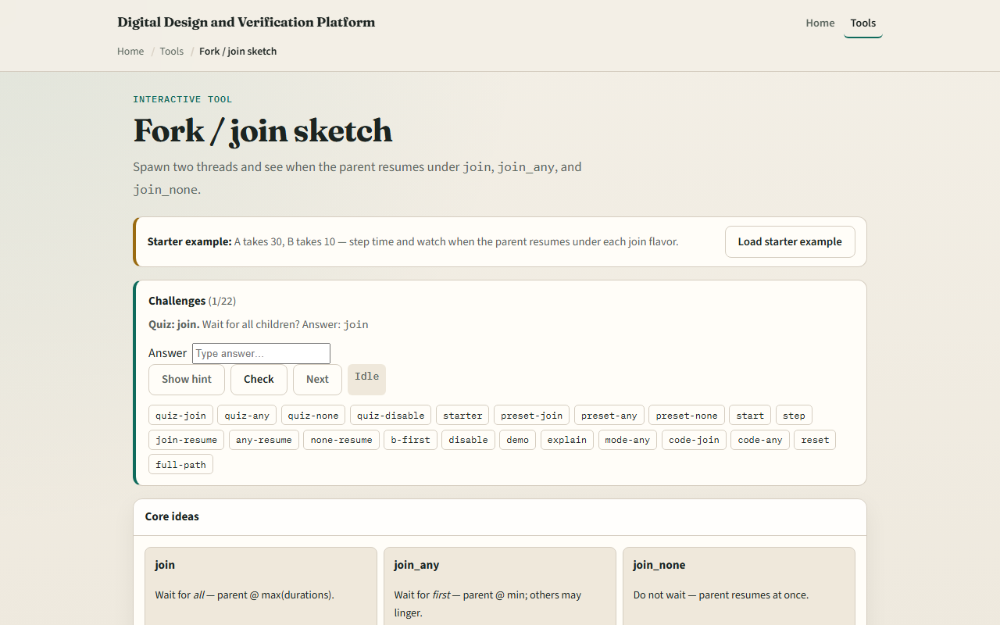 Digital Design and Verification Platform
Home Tools
Home / Tools / Fork / join sketch
INTERACTIVE TOOL
Fork / join sketch
Spawn two threads and see when the parent resumes under join, join_any, and
join_none.
Starter example: A takes 30, B takes 10 — step time and watch when the parent resumes under each join flavor.
Load starter example
Challenges (1/22)
Quiz: join. Wait for all children? Answer: join
Answer Type answer...
Show hint Check Next Idle
quiz-join quiz-any quiz-none quiz-disable starter preset-join preset-any preset-none start step
join-resume any-resume none-resume b-first disable demo explain mode-any code-join code-any reset
full-path
Core ideas
join join_any join_none
Wait for all — parent @ max(durations). Wait for first — parent @ min; others may Do not wait — parent resumes at once.
linger.